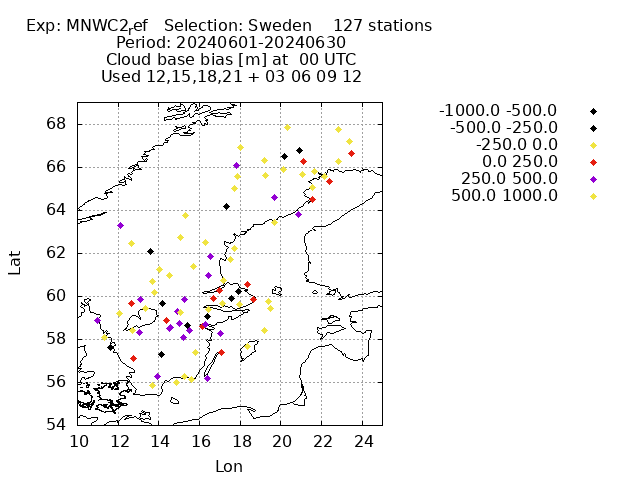 Exp: MNWC2ref   Selection: Sweden    127 stations
Period: 20240601-20240630
Cloud base bias [m] at  00 UTC
Used 12,15,18,21 + 03 06 09 12
-1000.0 -500.0
-500.0 -250.0
-250.0 0.0
0.0 250.0
250.0 500.0
500.0 1000.0
68
66
64
62
60
58
56
54
Lat
10 12 14 16 18 20 22 24
Lon